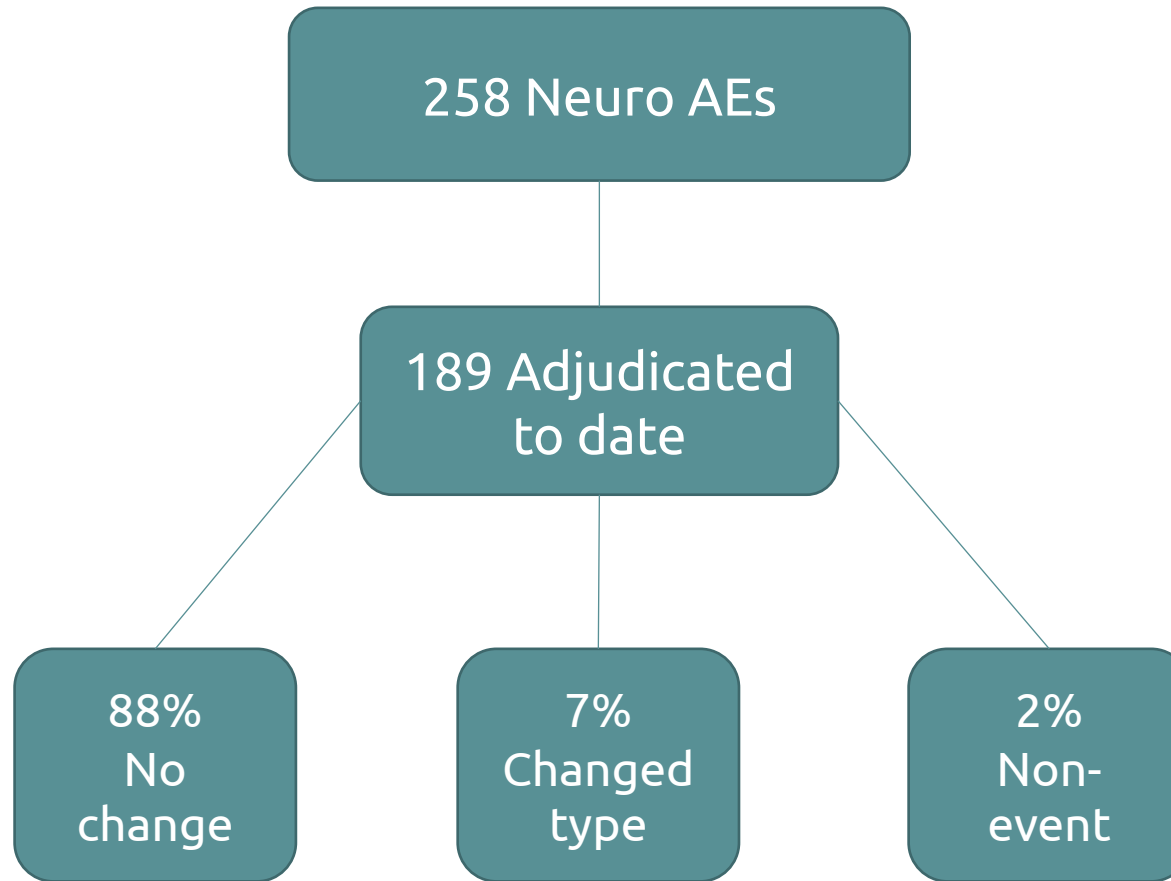 258 Neuro AEs
189 Adjudicated
to date
88%
No
change
7%
Changed
type
2%
Non-
event